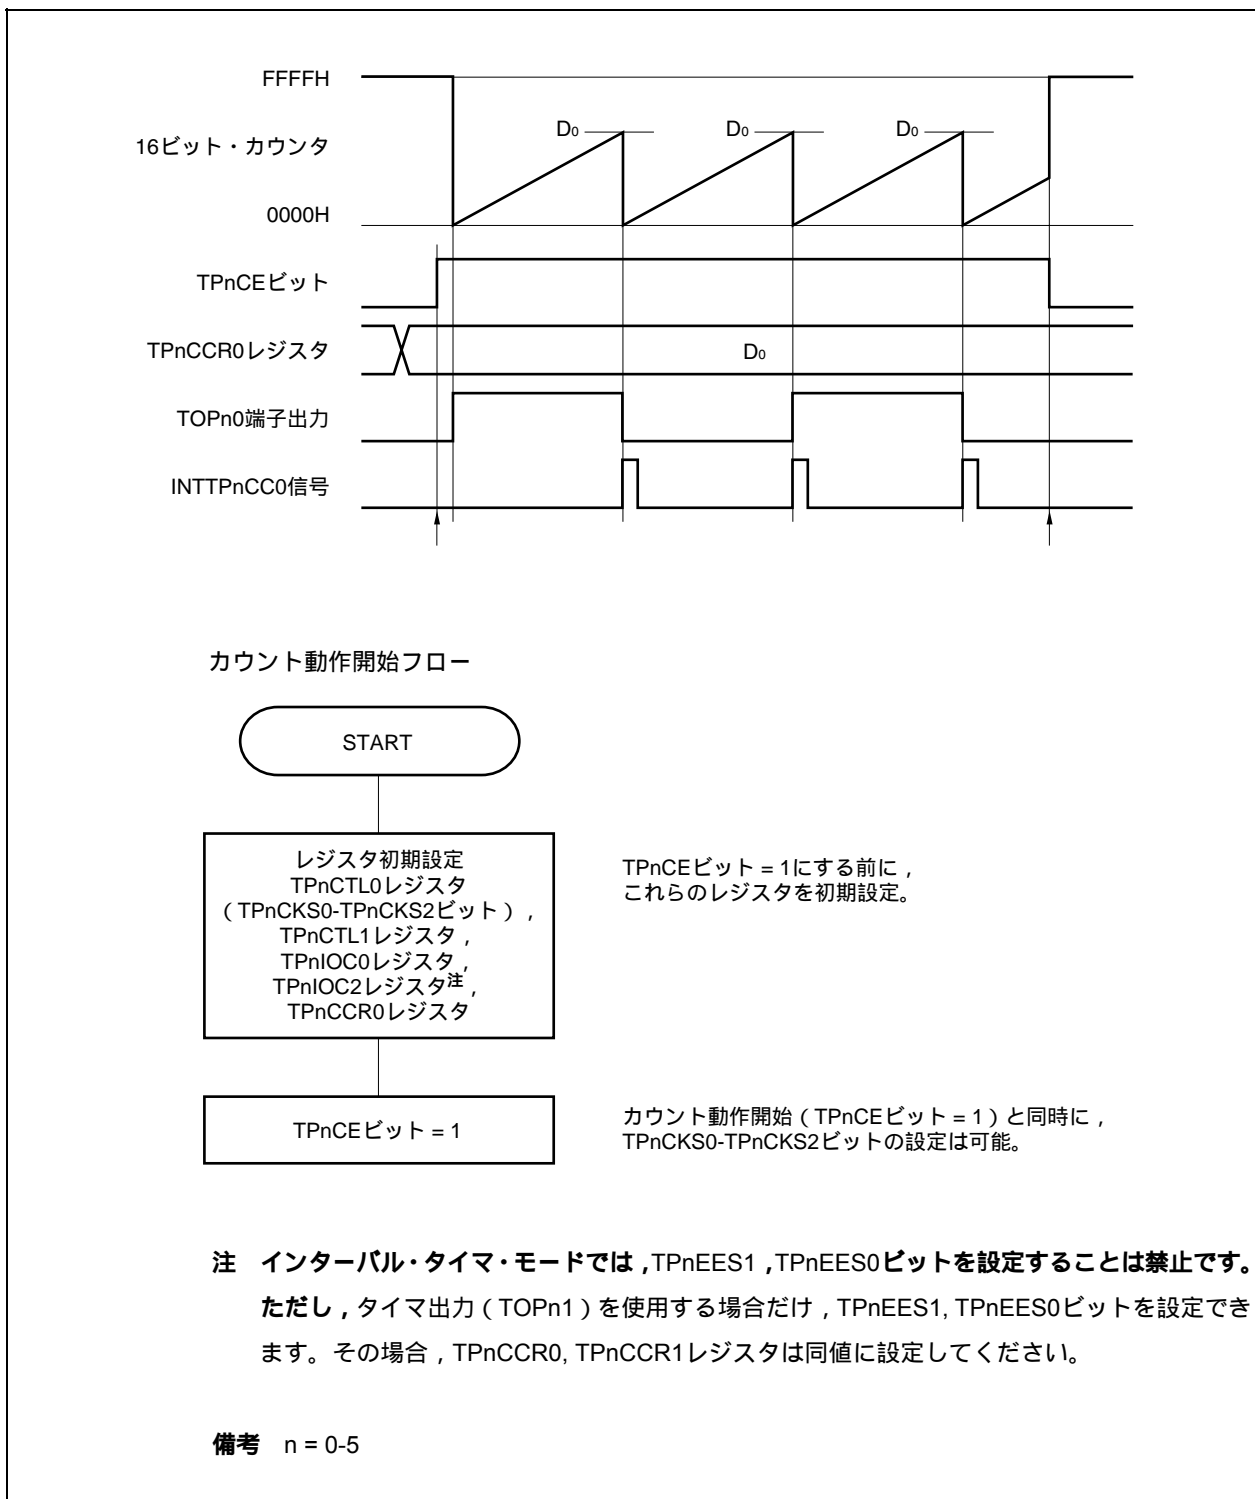 FFFFH
D0 D0 D0
16ビット・カウンタ
0000H
TPnCEビット
TPnCCR0レジスタ D0
TOPn0端子出力
INTTPnCC0信号
カウント動作開始フロー
START
レジスタ初期設定
TPnCTL0レジスタ
（TPnCKS0-TPnCKS2ビット），
TPnCTL1レジスタ，
TPnIOC0レジスタ，
TPnIOC2レジスタ注，
TPnCCR0レジスタ
TPnCEビット = 1にする前に，
これらのレジスタを初期設定。
TPnCEビット = 1
カウント動作開始（TPnCEビット = 1）と同時に，
TPnCKS0-TPnCKS2ビットの設定は可能。
注 インターバル・タイマ・モードでは，TPnEES1，TPnEES0ビットを設定することは禁止です。
ただし，タイマ出力（TOPn1）を使用する場合だけ，TPnEES1, TPnEES0ビットを設定でき
ます。その場合，TPnCCR0, TPnCCR1レジスタは同値に設定してください。
備考 n = 0-5